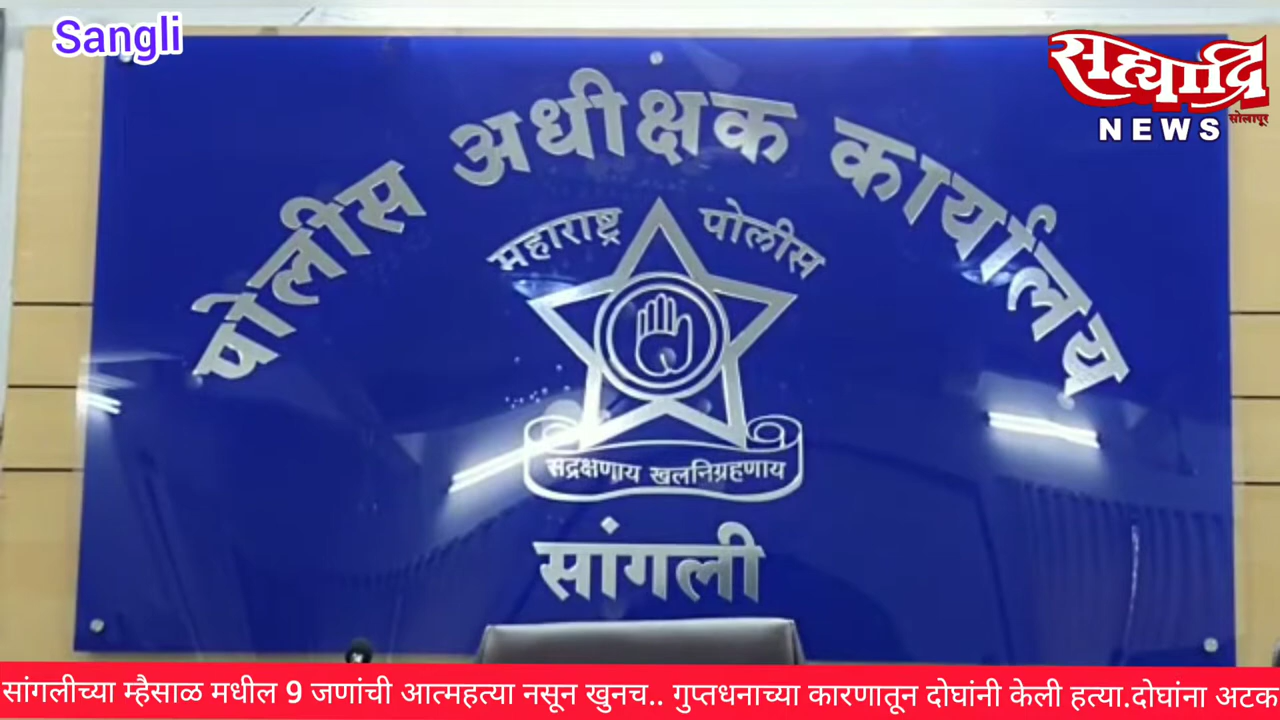 Sangli
सह्याद्रि
सोलापूर
NEWS
पोलीस अधीक्षक कार्यालय
महाराष्ट्र पोलीस
सद्रक्षणाय खलनिग्रहणाय
सांगली
सांगलीच्या म्हैसाळ मधील 9 जणांची आत्महत्या नसून खुनच.. गुप्तधनाच्या कारणातून दोघांनी केली हत्या.दोघांना अटक